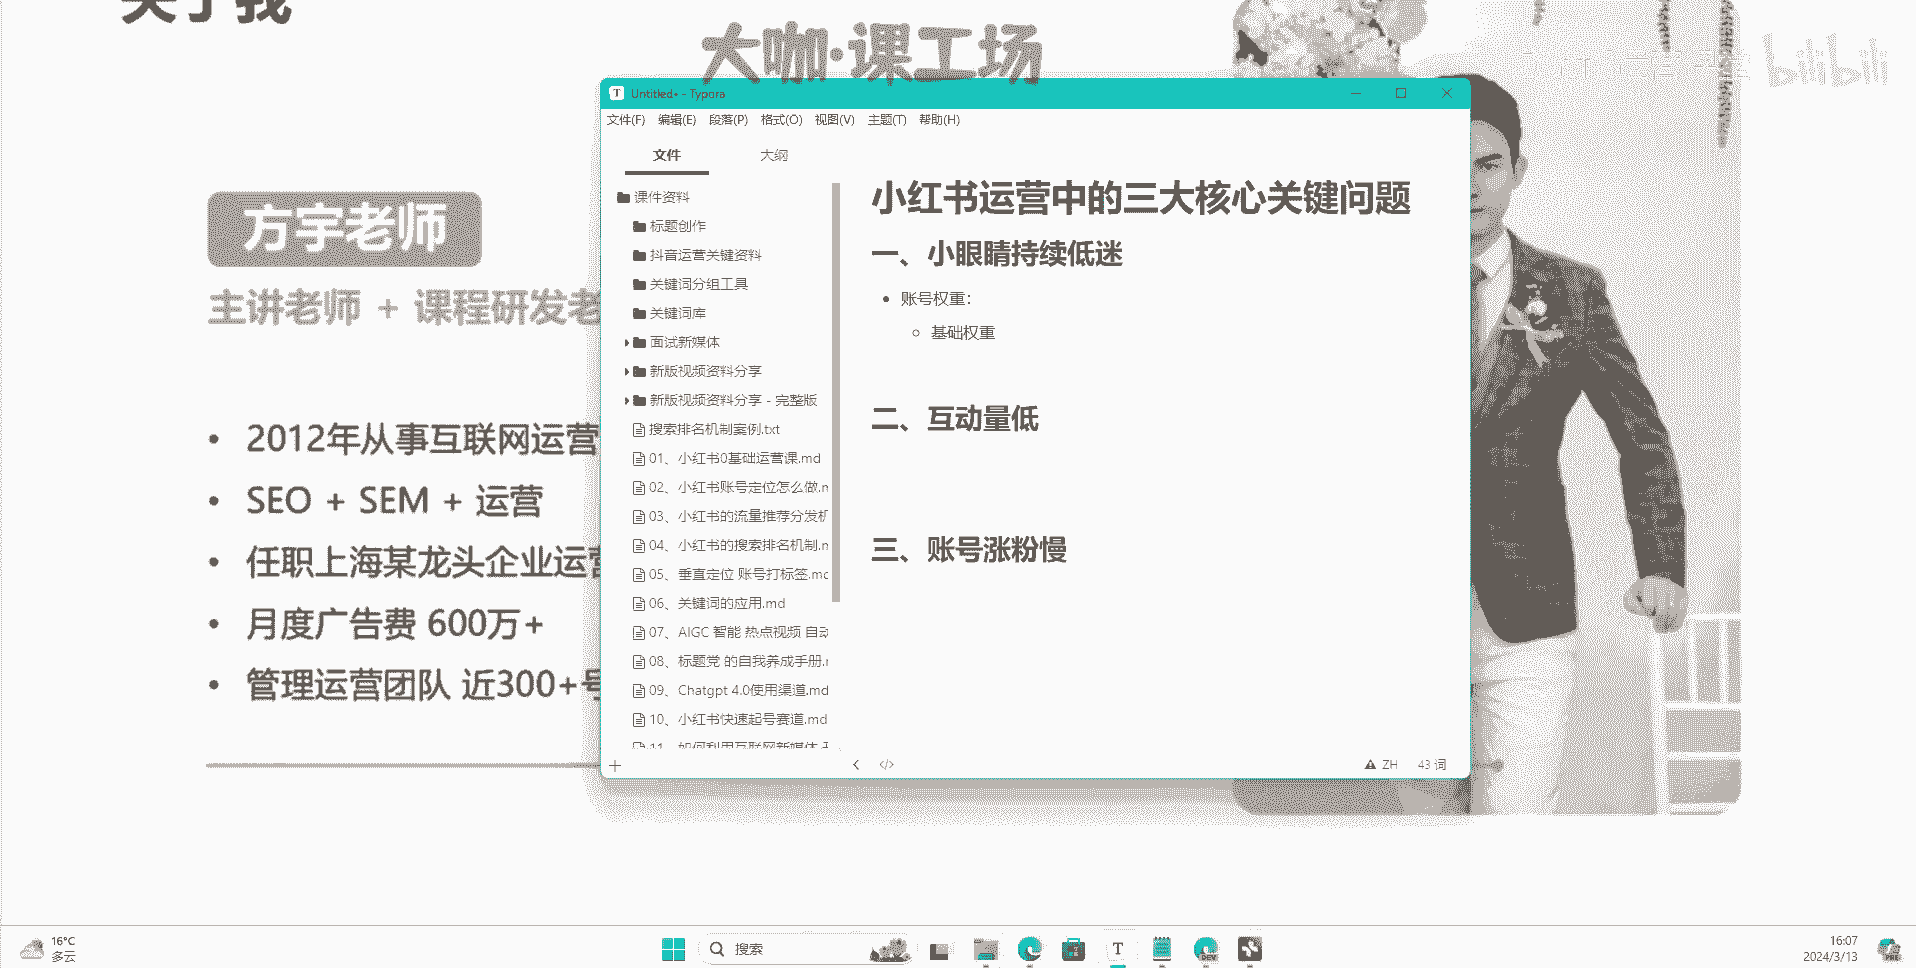 关于我
大咖·课工场
bilibili
方宇老师
主讲老师 + 课程研发老
2012年从事互联网运营
SEO + SEM + 运营
任职上海某龙头企业运营
月度广告费 600万+
管理运营团队 近300+号
Untitled• - Typora
文件(F) 编辑(E) 段落(P) 格式(O) 视图(V) 主题(T) 帮助(H)
文件 大纲
课件资料
标题创作
抖音运营关键资料
关键词分组工具
关键词库
面试新媒体
新版视频资料分享
新版视频资料分享 - 完整版
搜索排名机制案例.txt
01、小红书0基础运营课.md
02、小红书账号定位怎么做.m
03、小红书的流量推荐分发机
04、小红书的搜索排名机制.m
05、垂直定位 账号打标签.md
06、关键词的应用.md
07、AIGC 智能 热点视频 自动
08、标题党 的自我养成手册.m
09、Chatgpt 4.0使用渠道.md
10、小红书快速起号赛道.md
11、如何利用互联网新媒体
小红书运营中的三大核心关键问题
一、小眼睛持续低迷
账号权重：
基础权重
二、互动量低
三、账号涨粉慢
ZH 43 词
16°C
多云
搜索
16:07
2024/3/13